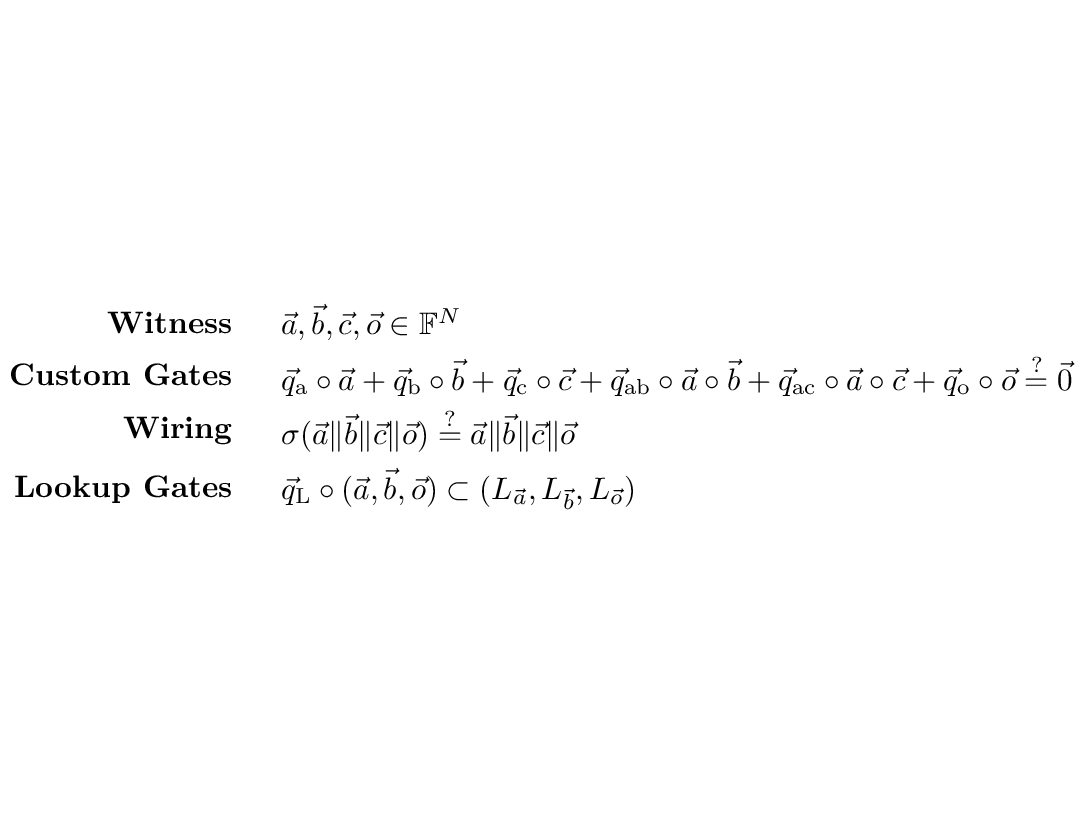 Witness $\vec{a}, \vec{b}, \vec{c}, \vec{o} \in \mathbb{F}^N$
Custom Gates $\vec{q}_{\mathrm{a}} \circ \vec{a} + \vec{q}_{\mathrm{b}} \circ \vec{b} + \vec{q}_{\mathrm{c}} \circ \vec{c} + \vec{q}_{\mathrm{ab}} \circ \vec{a} \circ \vec{b} + \vec{q}_{\mathrm{ac}} \circ \vec{a} \circ \vec{c} + \vec{q}_{\mathrm{o}} \circ \vec{o} \stackrel{?}{=} \vec{0}$
Wiring $\sigma(\vec{a} \| \vec{b} \| \vec{c} \| \vec{o}) \stackrel{?}{=} \vec{a} \| \vec{b} \| \vec{c} \| \vec{o}$
Lookup Gates $\vec{q}_{\mathrm{L}} \circ (\vec{a}, \vec{b}, \vec{o}) \subset (L_{\vec{a}}, L_{\vec{b}}, L_{\vec{o}})$